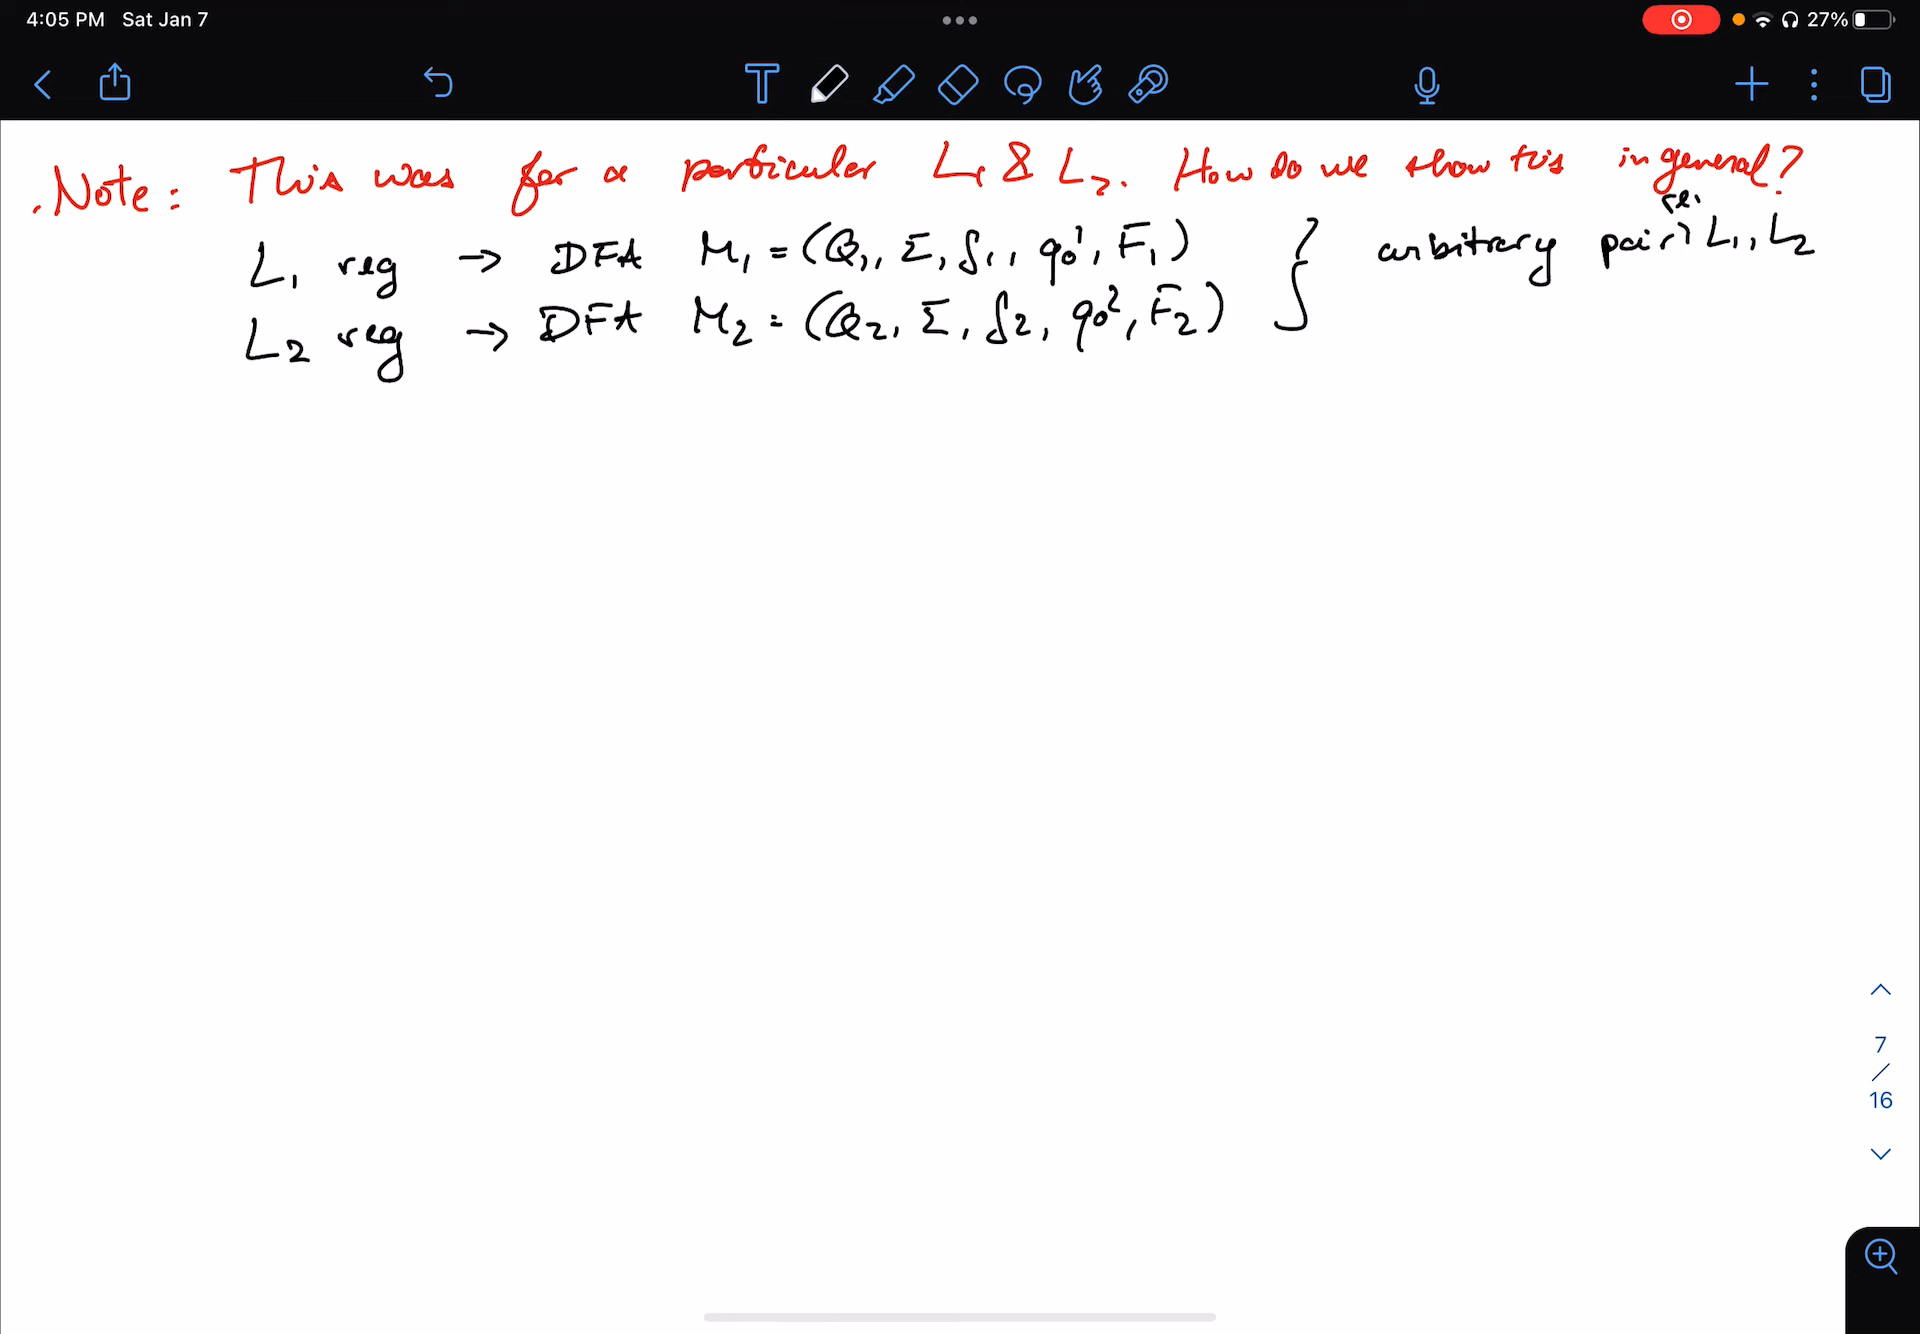 4:05 PM Sat Jan 7
27%
.Note: This was for a particular L₁ & L₂. How do we show this in general?
re.
L₁ reg → DFA M₁ = (Q₁, Σ, δ₁, q₀¹, F₁) } arbitrary pair L₁, L₂
L₂ reg → DFA M₂ = (Q₂, Σ, δ₂, q₀², F₂)
7
/
16